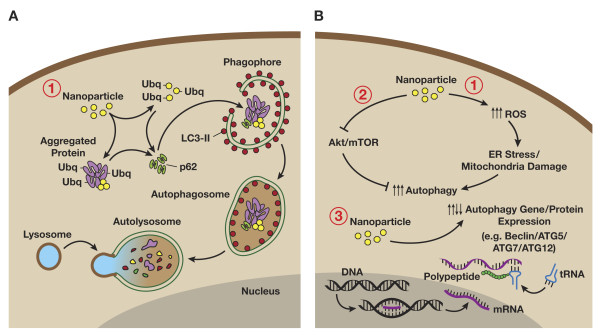 A
1
Nanoparticle
Ubq
Ubq
Ubq
Phagophore
LC3-II
Aggregated
Protein
Ubq
Ubq
Ubq
p62
Autophagosome
Autolysosome
Lysosome
Nucleus
B
Nanoparticle
1
2
↑↑↑ ROS
Akt/mTOR
ER Stress/
Mitochondria Damage
↑↑↑ Autophagy
3
Nanoparticle
↑↑↓↓ Autophagy Gene/Protein
Expression
(e.g. Beclin/ATG5/
ATG7/ATG12)
DNA
Polypeptide
tRNA
mRNA